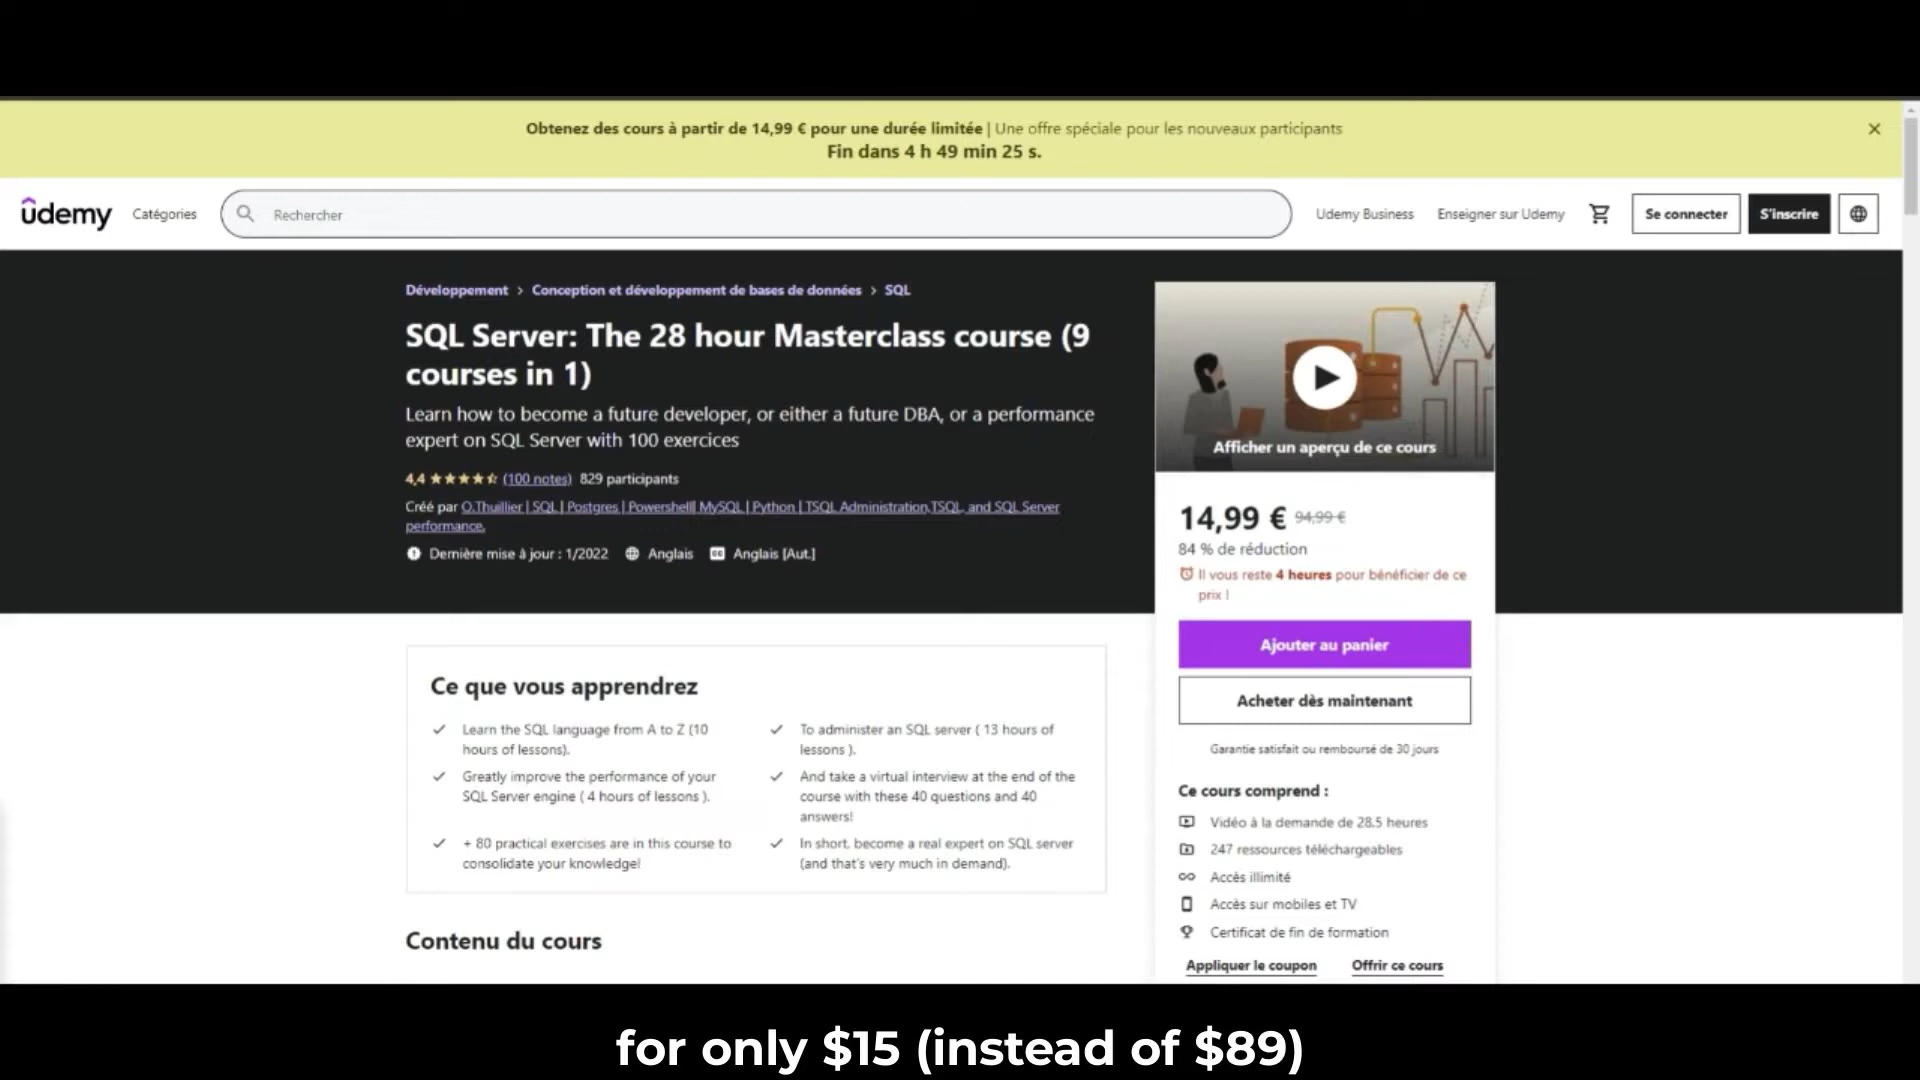 Obtenez des cours à partir de 14,99 € pour une durée limitée | Une offre spéciale pour les nouveaux participants
Fin dans 4 h 49 min 25 s.
ûdemy
Catégories
Rechercher
Udemy Business
Enseigner sur Udemy
Se connecter
S'inscrire
Développement > Conception et développement de bases de données > SQL
SQL Server: The 28 hour Masterclass course (9
courses in 1)
Learn how to become a future developer, or either a future DBA, or a performance
expert on SQL Server with 100 exercices
4,4 (100 notes) 829 participants
Créé par O.Thuillier | SQL | Postgres | Powershell| MySQL | Python | TSQL Administration,TSQL, and SQL Server
performance.
Dernière mise à jour : 1/2022 Anglais Anglais [Aut.]
Afficher un aperçu de ce cours
14,99 € 94,99 €
84 % de réduction
Il vous reste 4 heures pour bénéficier de ce
prix !
Ajouter au panier
Acheter dès maintenant
Garantie satisfait ou remboursé de 30 jours
Ce cours comprend :
Vidéo à la demande de 28.5 heures
247 ressources téléchargeables
Accès illimité
Accès sur mobiles et TV
Certificat de fin de formation
Appliquer le coupon Offrir ce cours
Ce que vous apprendrez
Learn the SQL language from A to Z (10
hours of lessons).
Greatly improve the performance of your
SQL Server engine ( 4 hours of lessons ).
+ 80 practical exercises are in this course to
consolidate your knowledge!
To administer an SQL server ( 13 hours of
lessons ).
And take a virtual interview at the end of the
course with these 40 questions and 40
answers!
In short, become a real expert on SQL server
(and that's very much in demand).
Contenu du cours
for only $15 (instead of $89)